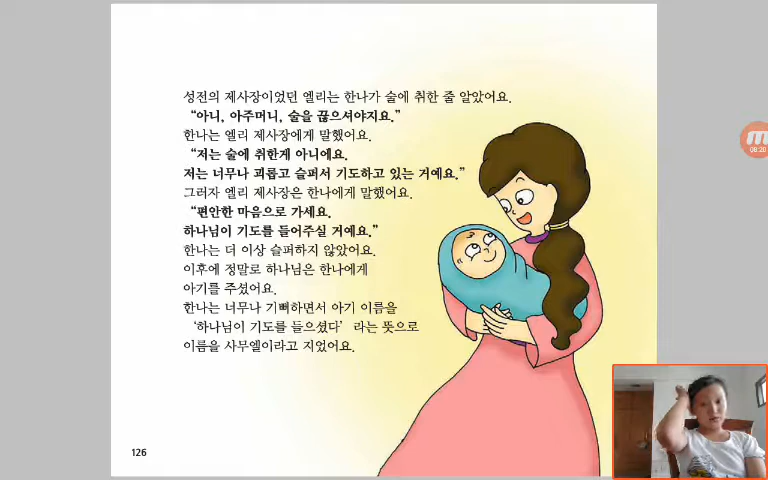 성전의 제사장이었던 엘리는 한나가 술에 취한 줄 알았어요.
“아니, 아주머니, 술을 끊으셔야지요.”
한나는 엘리 제사장에게 말했어요.
“저는 술에 취한게 아니에요.
저는 너무나 괴롭고 슬퍼서 기도하고 있는 거예요.”
그러자 엘리 제사장은 한나에게 말했어요.
“편안한 마음으로 가세요.
하나님이 기도를 들어주실 거예요.”
한나는 더 이상 슬퍼하지 않았어요.
이후에 정말로 하나님은 한나에게
아기를 주셨어요.
한나는 너무나 기뻐하면서 아기 이름을
‘하나님이 기도를 들으셨다’ 라는 뜻으로
이름을 사무엘이라고 지었어요.
126
08:20